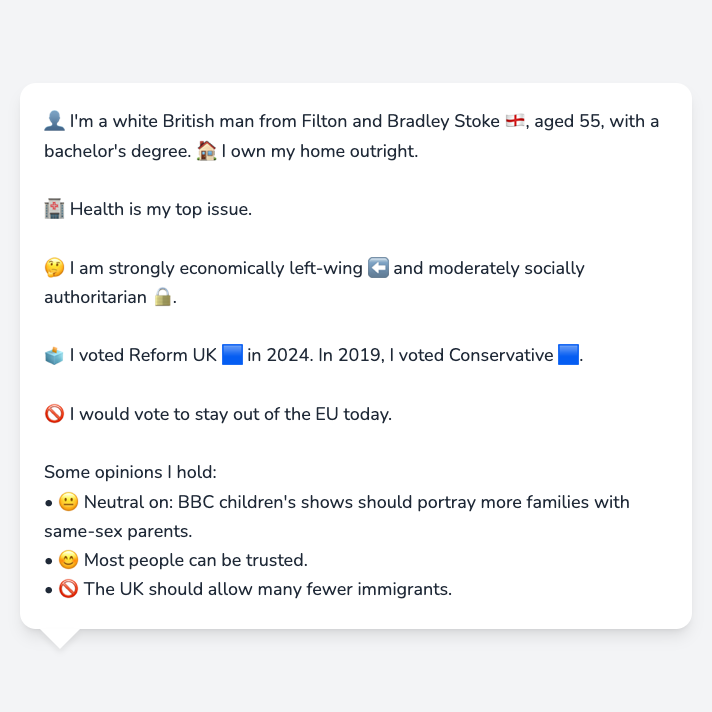 👤 I'm a white British man from Filton and Bradley Stoke 🏴󠁧󠁢󠁥󠁮󠁧󠁿, aged 55, with a
bachelor's degree. 🏠 I own my home outright.
🏥 Health is my top issue.
🤔 I am strongly economically left-wing ⬅️ and moderately socially
authoritarian 🔒.
🗳️ I voted Reform UK 🟦 in 2024. In 2019, I voted Conservative 🟦.
🚫 I would vote to stay out of the EU today.
Some opinions I hold:
• 😐 Neutral on: BBC children's shows should portray more families with
same-sex parents.
• 😊 Most people can be trusted.
• 🚫 The UK should allow many fewer immigrants.